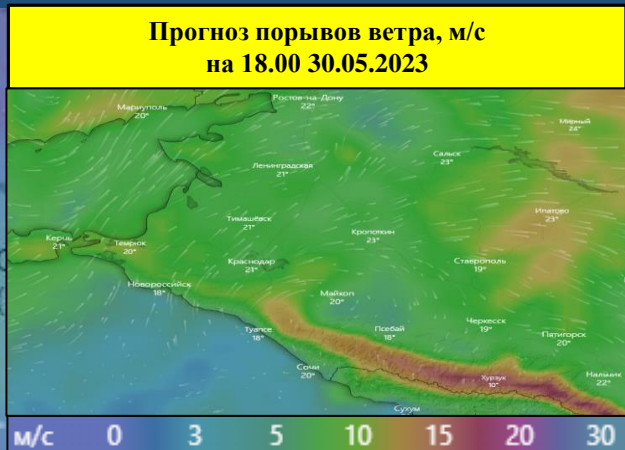 Прогноз порывов ветра, м/с
на 18.00 30.05.2023
Ростов-на-Дону
22°
Мариуполь
20°
Мирный
24°
Сальск
23°
Ленинградская
21°
Ипатово
23°
Тимашёвск
21°
Кропоткин
23°
Керчь
21°
Темрюк
20°
Краснодар
23°
Ставрополь
19°
Новороссийск
18°
Майкоп
20°
Туапсе
18°
Псебай
18°
Черкесск
19°
Пятигорск
20°
Сочи
20°
Хурзук
10°
Нальчик
22°
Сухум
м/с 0 3 5 10 15 20 30